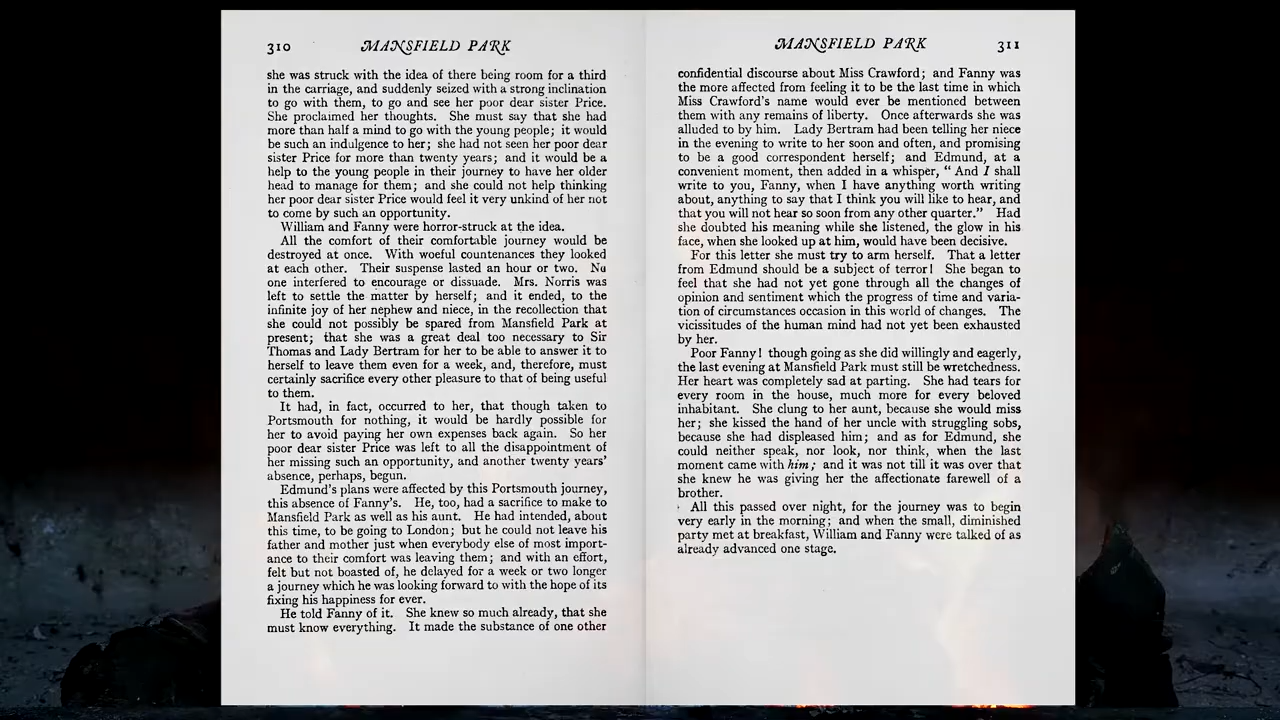 310 MANSFIELD PARK
she was struck with the idea of there being room for a third
in the carriage, and suddenly seized with a strong inclination
to go with them, to go and see her poor dear sister Price.
She proclaimed her thoughts. She must say that she had
more than half a mind to go with the young people; it would
be such an indulgence to her; she had not seen her poor dear
sister Price for more than twenty years; and it would be a
help to the young people in their journey to have her older
head to manage for them; and she could not help thinking
her poor dear sister Price would feel it very unkind of her not
to come by such an opportunity.
William and Fanny were horror-struck at the idea.
All the comfort of their comfortable journey would be
destroyed at once. With woeful countenances they looked
at each other. Their suspense lasted an hour or two. No
one interfered to encourage or dissuade. Mrs. Norris was
left to settle the matter by herself; and it ended, to the
infinite joy of her nephew and niece, in the recollection that
she could not possibly be spared from Mansfield Park at
present; that she was a great deal too necessary to Sir
Thomas and Lady Bertram for her to be able to answer it to
herself to leave them even for a week, and, therefore, must
certainly sacrifice every other pleasure to that of being useful
to them.
It had, in fact, occurred to her, that though taken to
Portsmouth for nothing, it would be hardly possible for
her to avoid paying her own expenses back again. So her
poor dear sister Price was left to all the disappointment of
her missing such an opportunity, and another twenty years'
absence, perhaps, begun.
Edmund's plans were affected by this Portsmouth journey,
this absence of Fanny's. He, too, had a sacrifice to make to
Mansfield Park as well as his aunt. He had intended, about
this time, to be going to London; but he could not leave his
father and mother just when everybody else of most import-
ance to their comfort was leaving them; and with an effort,
felt but not boasted of, he delayed for a week or two longer
a journey which he was looking forward to with the hope of its
fixing his happiness for ever.
He told Fanny of it. She knew so much already, that she
must know everything. It made the substance of one other
MANSFIELD PARK 311
confidential discourse about Miss Crawford; and Fanny was
the more affected from feeling it to be the last time in which
Miss Crawford's name would ever be mentioned between
them with any remains of liberty. Once afterwards she was
alluded to by him. Lady Bertram had been telling her niece
in the evening to write to her soon and often, and promising
to be a good correspondent herself; and Edmund, at a
convenient moment, then added in a whisper, "And I shall
write to you, Fanny, when I have anything worth writing
about, anything to say that I think you will like to hear, and
that you will not hear so soon from any other quarter." Had
she doubted his meaning while she listened, the glow in his
face, when she looked up at him, would have been decisive.
For this letter she must try to arm herself. That a letter
from Edmund should be a subject of terror! She began to
feel that she had not yet gone through all the changes of
opinion and sentiment which the progress of time and varia-
tion of circumstances occasion in this world of changes. The
vicissitudes of the human mind had not yet been exhausted
by her.
Poor Fanny! though going as she did willingly and eagerly,
the last evening at Mansfield Park must still be wretchedness.
Her heart was completely sad at parting. She had tears for
every room in the house, much more for every beloved
inhabitant. She clung to her aunt, because she would miss
her; she kissed the hand of her uncle with struggling sobs,
because she had displeased him; and as for Edmund, she
could neither speak, nor look, nor think, when the last
moment came with him; and it was not till it was over that
she knew he was giving her the affectionate farewell of a
brother.
All this passed over night, for the journey was to begin
very early in the morning; and when the small, diminished
party met at breakfast, William and Fanny were talked of as
already advanced one stage.